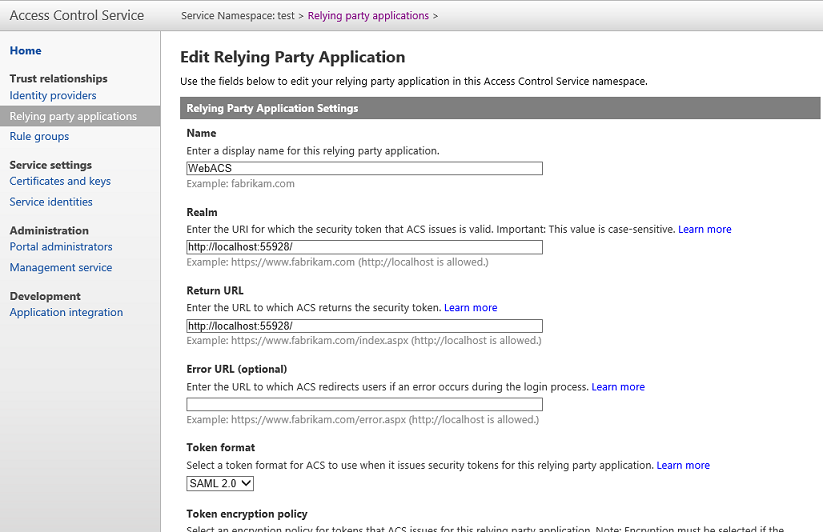 Access Control Service
Service Namespace: test > Relying party applications >
Home
Trust relationships
Identity providers
Relying party applications
Rule groups
Service settings
Certificates and keys
Service identities
Administration
Portal administrators
Management service
Development
Application integration
Edit Relying Party Application
Use the fields below to edit your relying party application in this Access Control Service namespace.
Relying Party Application Settings
Name
Enter a display name for this relying party application.
WebACS
Example: fabrikam.com
Realm
Enter the URI for which the security token that ACS issues is valid. Important: This value is case-sensitive. Learn more
http://localhost:55928/
Example: https://www.fabrikam.com (http://localhost is allowed.)
Return URL
Enter the URL to which ACS returns the security token. Learn more
http://localhost:55928/
Example: https://www.fabrikam.com/index.aspx (http://localhost is allowed.)
Error URL (optional)
Enter the URL to which ACS redirects users if an error occurs during the login process. Learn more
Example: https://www.fabrikam.com/error.aspx (http://localhost is allowed.)
Token format
Select a token format for ACS to use when it issues security tokens for this relying party application. Learn more
SAML 2.0
Token encryption policy
Select an encryption policy for tokens that ACS issues for this relying party application. Note: Encryption must be selected if the